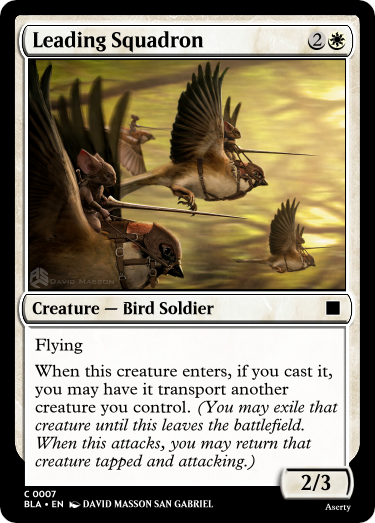 Leading Squadron 2
DAVID MASSON
Creature — Bird Soldier
Flying
When this creature enters, if you cast it,
you may have it transport another
creature you control. (You may exile that
creature until this leaves the battlefield.
When this attacks, you may return that
creature tapped and attacking.)
2/3
C 0007
BLA • EN DAVID MASSON SAN GABRIEL
Aserty